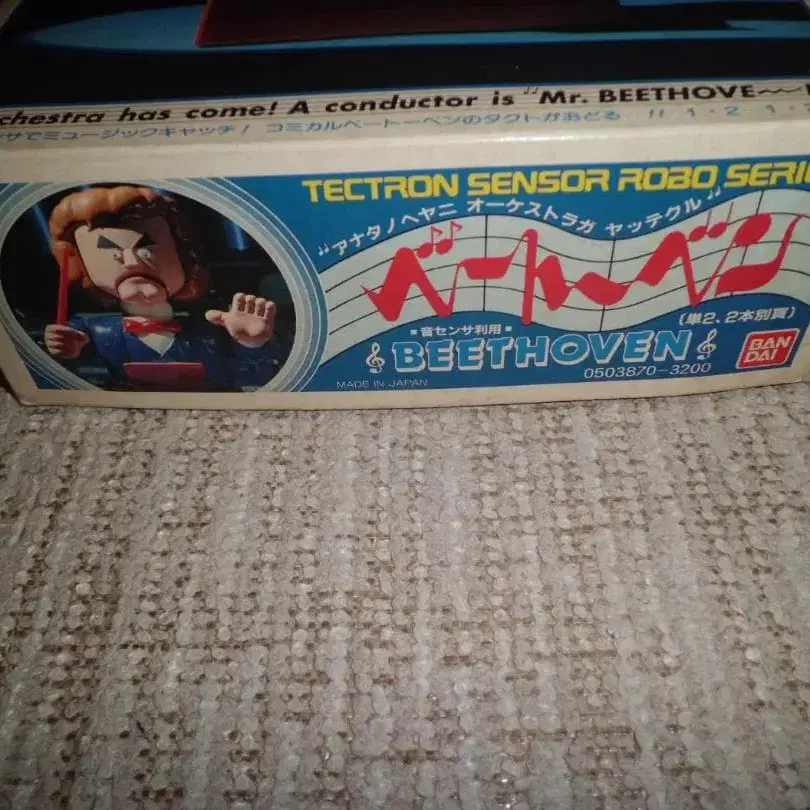 chestra has come! A conductor is "Mr. BEETHOVE〜
ンサでミュージックキャッチ! コミカルベートーベンのタクトがおどる !! 1・2・1・
TECTRON SENSOR ROBO SERI
"アナタノヘヤニ オーケストラガ ヤッテクル"
ベートーベン
■音センサ利用■
(単2、2本別買)
BEETHOVEN
BAN DAI
MADE IN JAPAN
0503870-3200